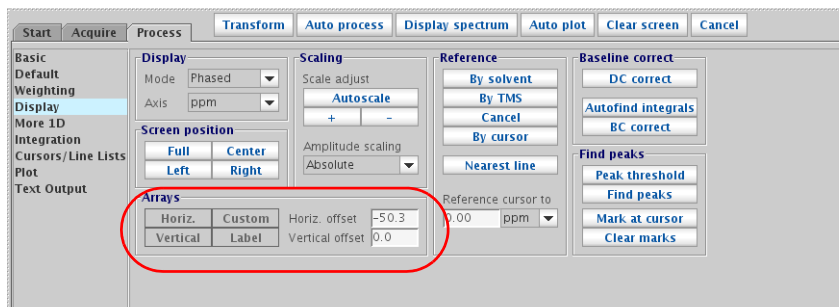 Start Acquire Process Transform Auto process Display spectrum Auto plot Clear screen Cancel
Basic
Default
Weighting
Display
More 1D
Integration
Cursors/Line Lists
Plot
Text Output
Display
Mode Phased
Axis ppm
Screen position
Full Center
Left Right
Scaling
Scale adjust
Autoscale
+ -
Amplitude scaling
Absolute
Arrays
Horiz. Custom Horiz. offset -50.3
Vertical Label Vertical offset 0.0
Reference
By solvent
By TMS
Cancel
By cursor
Nearest line
Reference cursor to
0.00 ppm
Baseline correct
DC correct
Autofind integrals
BC correct
Find peaks
Peak threshold
Find peaks
Mark at cursor
Clear marks